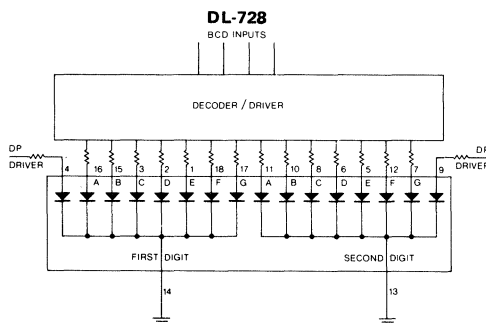 DL-728
BCD INPUTS
DECODER / DRIVER
DP DRIVER
DP DRIVER
4 16 15 3 2 1 18 17 11 10 8 6 5 12 7 9
A B C D E F G A B C D E F G
FIRST DIGIT SECOND DIGIT
14 13